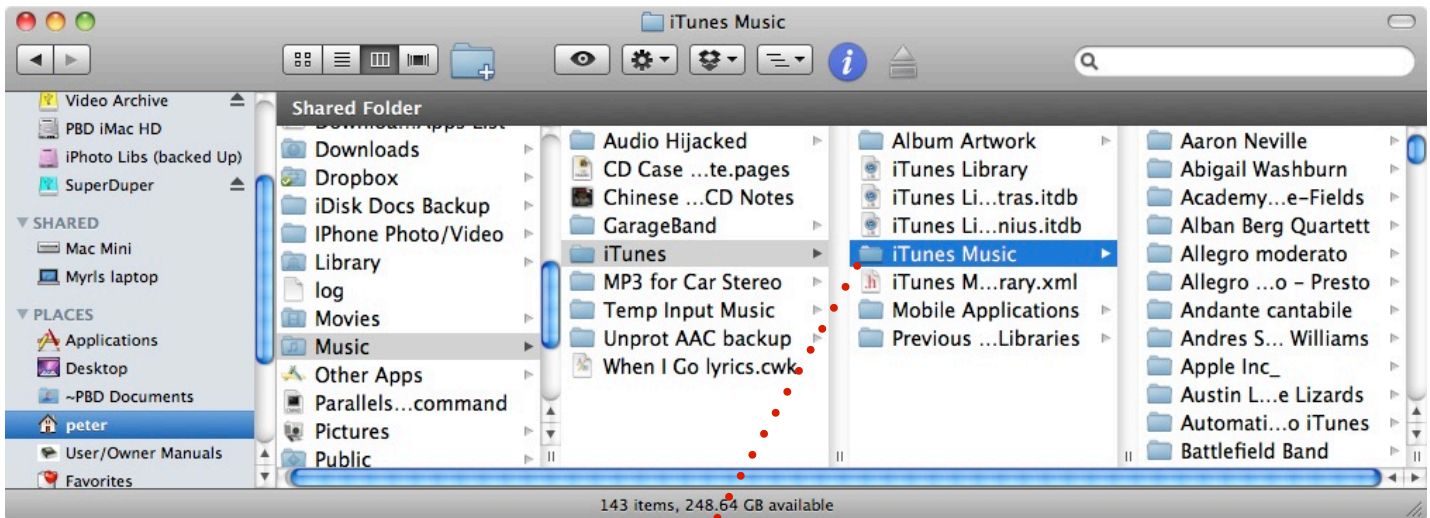 iTunes Music
Video Archive
PBD iMac HD
iPhoto Libs (backed Up)
SuperDuper
SHARED
Mac Mini
Myrls laptop
PLACES
Applications
Desktop
~PBD Documents
peter
User/Owner Manuals
Favorites
Shared Folder
Downloads
Dropbox
iDisk Docs Backup
IPhone Photo/Video
Library
log
Movies
Music
Other Apps
Parallels...command
Pictures
Public
Audio Hijacked
CD Case ...te.pages
Chinese ...CD Notes
GarageBand
iTunes
MP3 for Car Stereo
Temp Input Music
Unprot AAC backup
When I Go lyrics.cwk
Album Artwork
iTunes Library
iTunes Li...tras.itdb
iTunes Li...nius.itdb
iTunes Music
iTunes M...rary.xml
Mobile Applications
Previous ...Libraries
Aaron Neville
Abigail Washburn
Academy...e-Fields
Alban Berg Quartett
Allegro moderato
Allegro ...o – Presto
Andante cantabile
Andres S... Williams
Apple Inc_
Austin L...e Lizards
Automati...o iTunes
Battlefield Band
143 items, 248.64 GB available